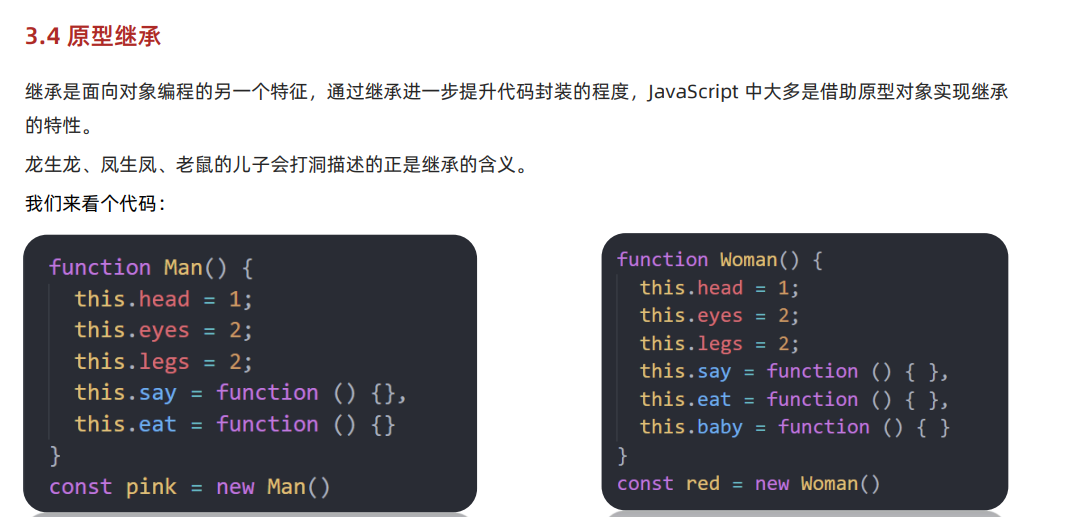 3.4 原型继承
继承是面向对象编程的另一个特征，通过继承进一步提升代码封装的程度，JavaScript 中大多是借助原型对象实现继承
的特性。
龙生龙、凤生凤、老鼠的儿子会打洞描述的正是继承的含义。
我们来看个代码：
function Man() {
  this.head = 1;
  this.eyes = 2;
  this.legs = 2;
  this.say = function () {},
  this.eat = function () {}
}
const pink = new Man()
function Woman() {
  this.head = 1;
  this.eyes = 2;
  this.legs = 2;
  this.say = function () { },
  this.eat = function () { },
  this.baby = function () { }
}
const red = new Woman()